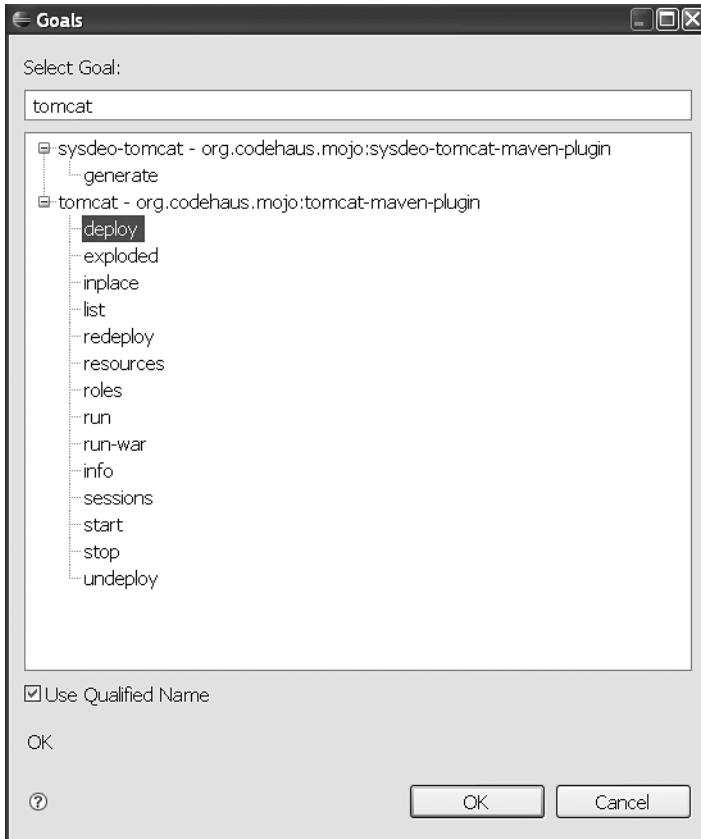 Goals
Select Goal:
tomcat
sysdeo-tomcat - org.codehaus.mojo:sysdeo-tomcat-maven-plugin
generate
tomcat - org.codehaus.mojo:tomcat-maven-plugin
deploy
exploded
inplace
list
redeploy
resources
roles
run
run-war
info
sessions
start
stop
undeploy
Use Qualified Name
OK
? OK Cancel